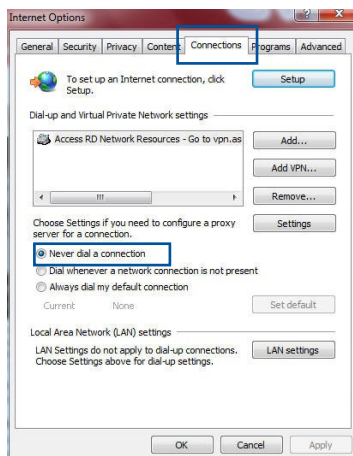 Internet Options
General Security Privacy Content Connections Programs Advanced
To set up an Internet connection, click
Setup.
Setup
Dial-up and Virtual Private Network settings
Access RD Network Resources - Go to vpn.as
Add...
Add VPN...
Remove...
Choose Settings if you need to configure a proxy
server for a connection.
Settings
Never dial a connection
Dial whenever a network connection is not present
Always dial my default connection
Current None
Set default
Local Area Network (LAN) settings
LAN Settings do not apply to dial-up connections.
Choose Settings above for dial-up settings.
LAN settings
OK Cancel Apply